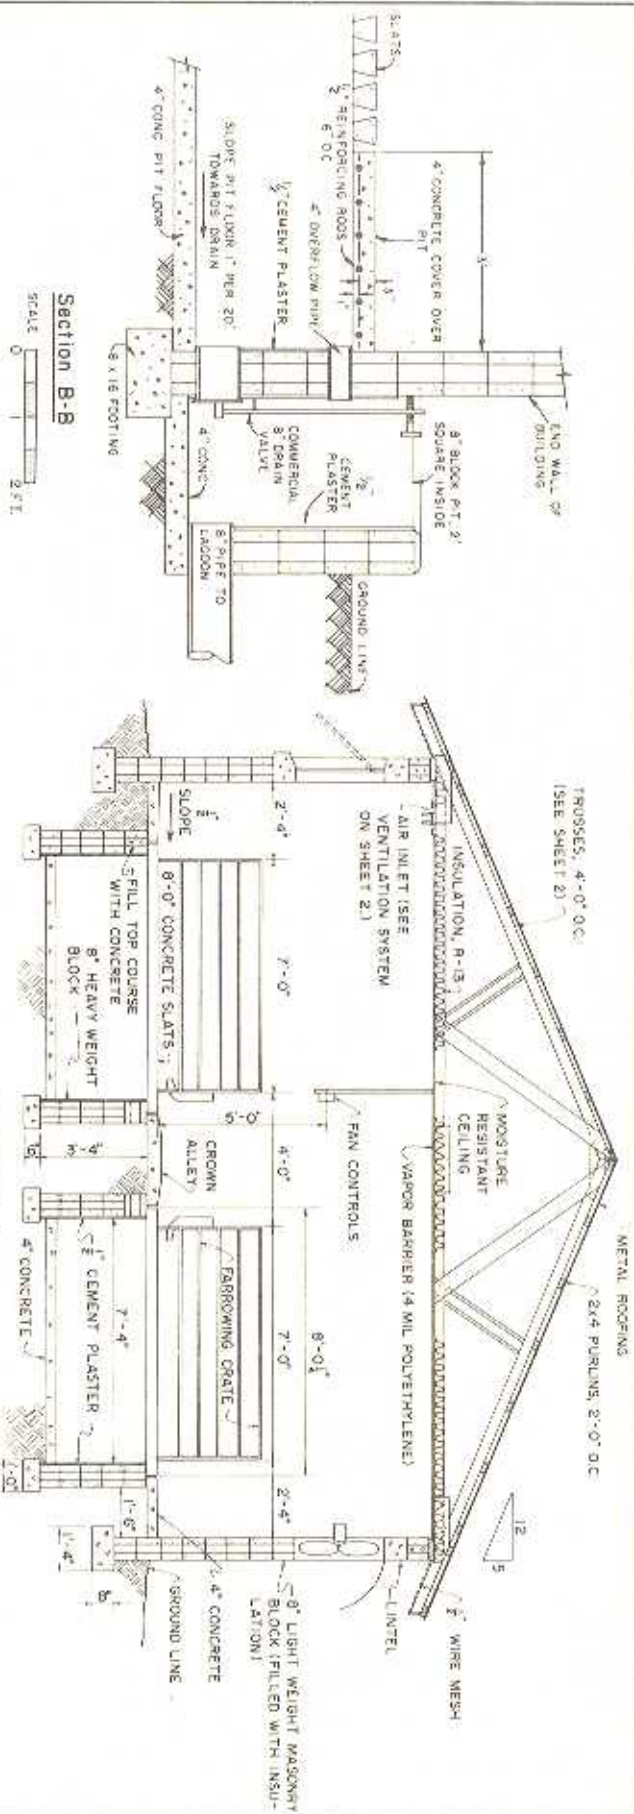 SLATS
1/2" REINFORCING RODS
6" O.C.
4" CONC PIT FLOOR
SLOPE PIT FLOOR 1" PER 20'
TOWARDS DRAIN
1/2" CEMENT PLASTER
4" OVERFLOW PIPE
4" CONCRETE COVER OVER
PIT
3'
3"
1"
END WALL OF
BUILDING
8" BLOCK PIT, 2'
SQUARE INSIDE
1/2"
CEMENT
PLASTER
COMMERCIAL
8" DRAIN
VALVE
4" CONC
8" PIPE TO
LAGOON
GROUND LINE
8 x 16 FOOTING
Section B-B
SCALE
0 1 2 FT.
TRUSSES, 4'-0" O.C.
(SEE SHEET 2)
METAL ROOFING
2x4 PURLINS, 2'-0" O.C.
12
5
1/2" WIRE MESH
INSULATION, R-13
MOISTURE
RESISTANT
CEILING
AIR INLET (SEE
VENTILATION SYSTEM
ON SHEET 2.)
VAPOR BARRIER (4 MIL POLYETHYLENE)
FAN CONTROLS
LINTEL
2'-4"
7'-0"
4'-0"
7'-0"
2'-4"
8'-0 1/2"
5'-0"
1/2"
SLOPE
8'-0" CONCRETE SLATS
CROWN
ALLEY
FARROWING CRATE
8" LIGHT WEIGHT MASONRY
BLOCK (FILLED WITH INSU-
LATION)
4" CONCRETE
GROUND LINE
FILL TOP COURSE
WITH CONCRETE
8" HEAVY WEIGHT
BLOCK
7'-4"
1/2" CEMENT PLASTER
4" CONCRETE
1'-6"
1'-4"
1'-0"
8"